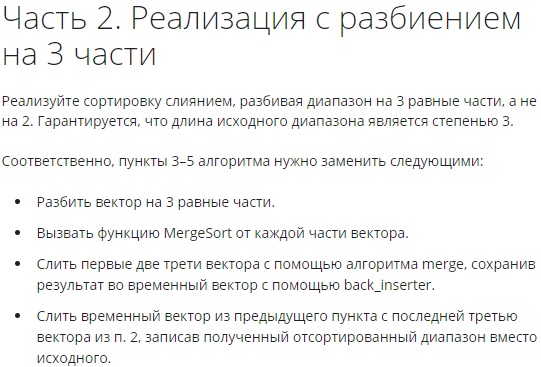 Часть 2. Реализация с разбиением
на 3 части
Реализуйте сортировку слиянием, разбивая диапазон на 3 равные части, а не
на 2. Гарантируется, что длина исходного диапазона является степенью 3.
Соответственно, пункты 3–5 алгоритма нужно заменить следующими:
• Разбить вектор на 3 равные части.
• Вызвать функцию MergeSort от каждой части вектора.
• Слить первые две трети вектора с помощью алгоритма merge, сохранив
результат во временный вектор с помощью back_inserter.
• Слить временный вектор из предыдущего пункта с последней третью
вектора из п. 2, записав полученный отсортированный диапазон вместо
исходного.